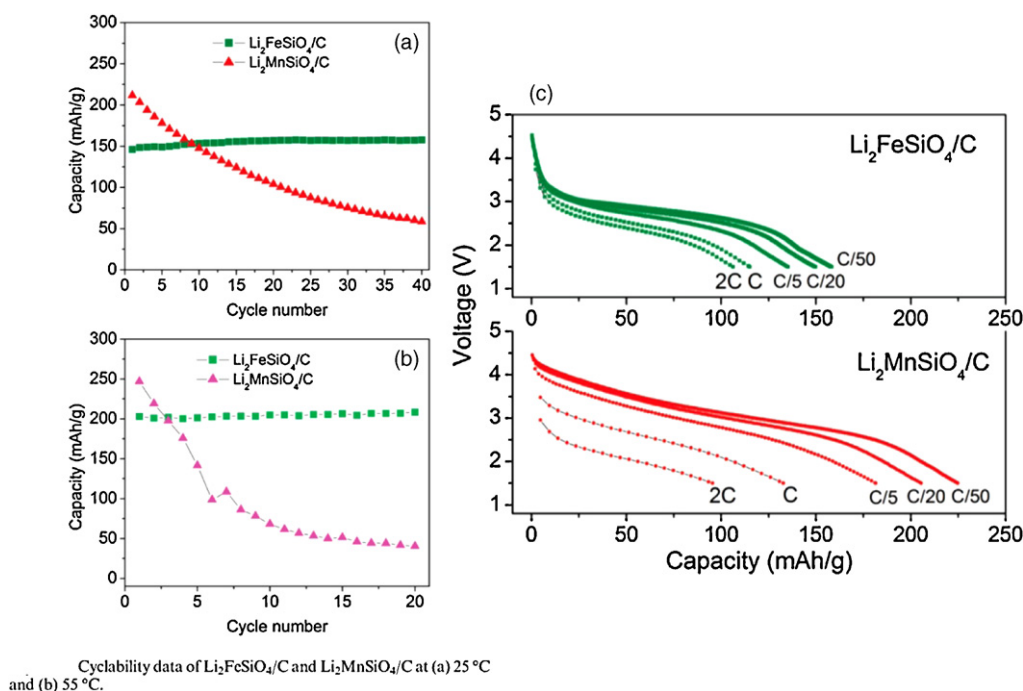 300
250
200
150
100
50
0
Capacity (mAh/g)
Li₂FeSiO₄/C
Li₂MnSiO₄/C
(a)
0 5 10 15 20 25 30 35 40
Cycle number
300
250
200
150
100
50
0
Capacity (mAh/g)
Li₂FeSiO₄/C
Li₂MnSiO₄/C
(b)
0 5 10 15 20
Cycle number
(c)
Voltage (V)
5
4
3
2
1
Li₂FeSiO₄/C
2C C C/5 C/20 C/50
0 50 100 150 200 250
5
4
3
2
1
Li₂MnSiO₄/C
2C C C/5 C/20 C/50
0 50 100 150 200 250
Capacity (mAh/g)
Cyclability data of Li₂FeSiO₄/C and Li₂MnSiO₄/C at (a) 25 °C
and (b) 55 °C.